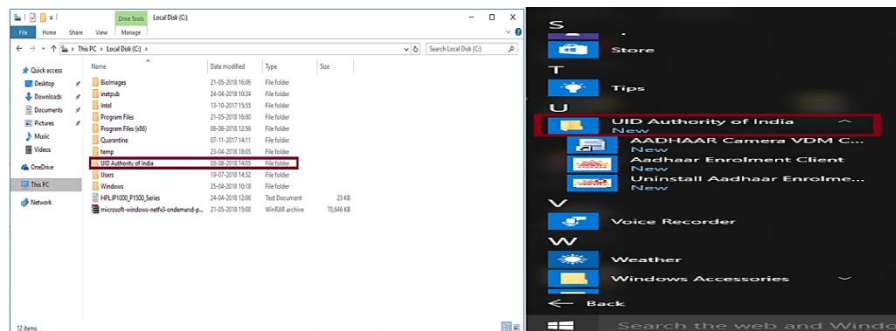 Drive Tools Local Disk (C:)
File Home Share View Manage
This PC › Local Disk (C:) ›
Search Local Disk (C:)
Name Date modified Type Size
Quick access
Desktop
Downloads
Documents
Pictures
Music
Videos
OneDrive
This PC
Network
BioImages 21-05-2018 16:06 File folder
inetpub 24-04-2018 10:34 File folder
Intel 13-10-2017 15:55 File folder
Program Files 21-05-2018 16:00 File folder
Program Files (x86) 06-06-2018 12:56 File folder
Quarantine 07-11-2017 14:11 File folder
temp 23-04-2018 18:05 File folder
UID Authority of India 03-08-2018 14:05 File folder
Users 19-07-2018 14:52 File folder
Windows 25-04-2018 10:18 File folder
HPLJP1000_P1500_Series 24-04-2018 12:06 Text Document 23 KB
microsoft-windows-netfx3-ondemand-p... 21-05-2018 15:08 WinRAR archive 70,646 KB
12 items
S
Store
T
Tips
U
UID Authority of India
New
AADHAAR Camera VDM C...
New
Aadhaar Enrolment Client
New
Uninstall Aadhaar Enrolme...
New
V
Voice Recorder
W
Weather
Windows Accessories
Back
Search the web and Windo